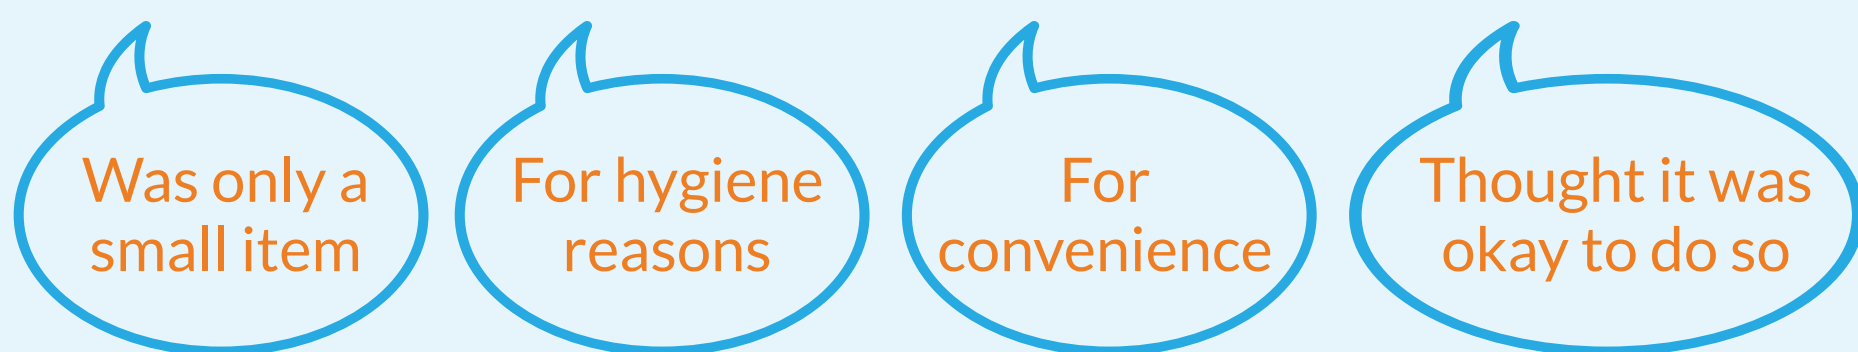 Was only a
small item
For hygiene
reasons
For
convenience
Thought it was
okay to do so